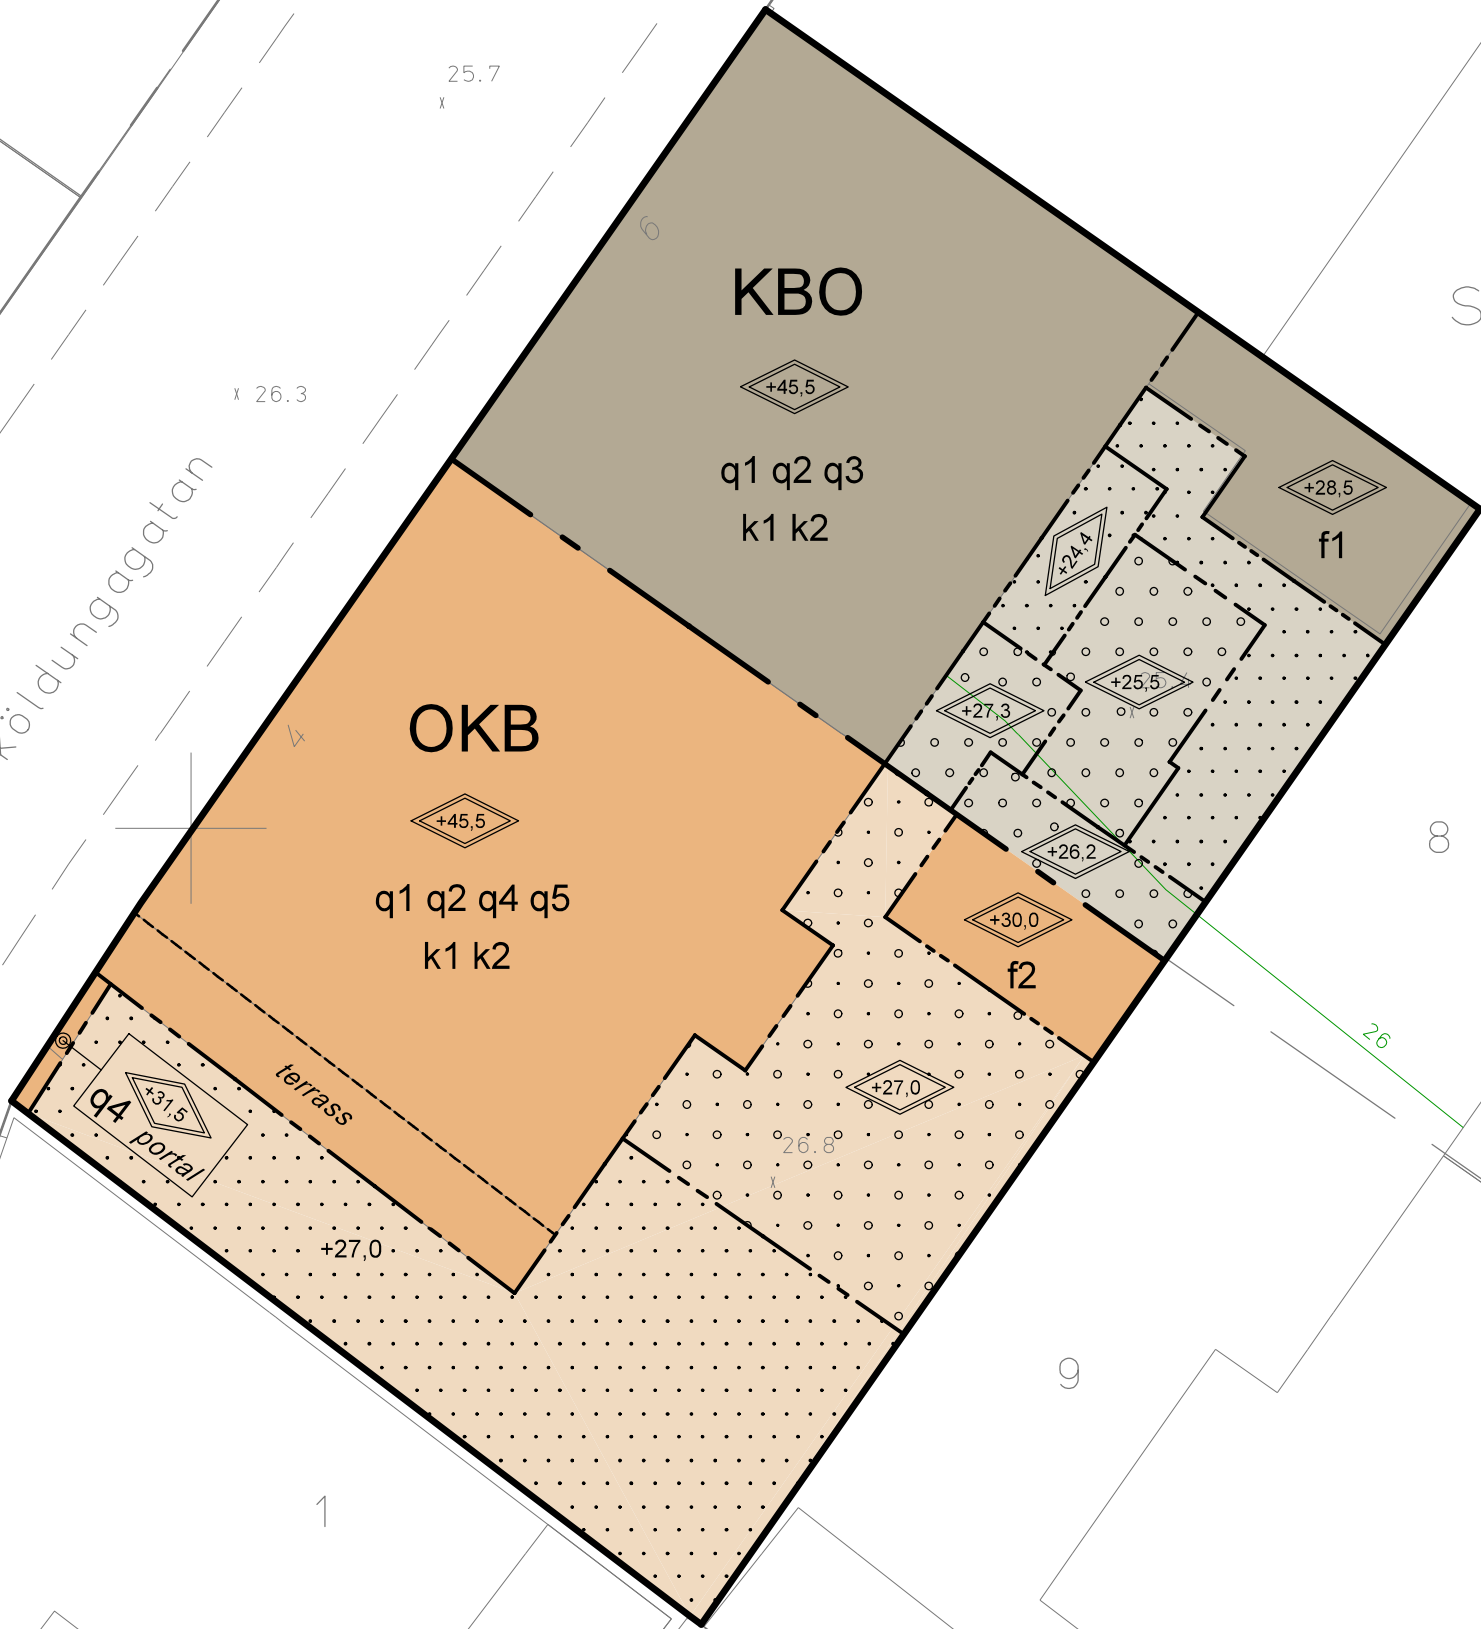 25.7
6
KBO
+45,5
q1 q2 q3
k1 k2
26.3
+28,5
f1
+24,4
+25,5
+27,3
OKB
+45,5
q1 q2 q4 q5
k1 k2
4
8
+26,2
+30,0
f2
26
+27,0
26.8
terrass
q4
+31,5
portal
+27,0
9
1
S